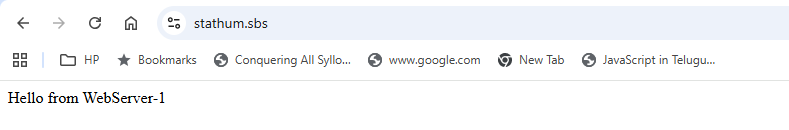 stathum.sbs
HP Bookmarks Conquering All Syllo... www.google.com New Tab JavaScript in Telugu...
Hello from WebServer-1